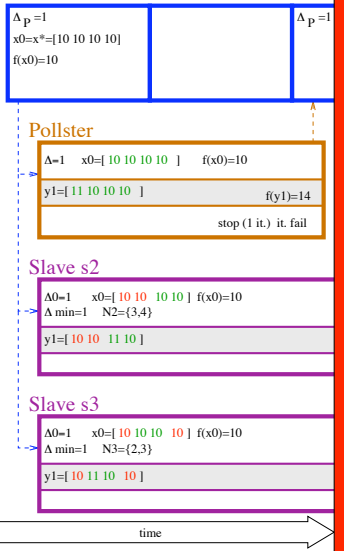 Δ P =1
x0=x*=[10 10 10 10]
f(x0)=10
Δ P =1
Pollster
Δ=1 x0=[ 10 10 10 10 ] f(x0)=10
y1=[ 11 10 10 10 ] f(y1)=14
stop (1 it.) it. fail
Slave s2
Δ0=1 x0=[ 10 10 10 10 ] f(x0)=10
Δ min=1 N2={3,4}
y1=[ 10 10 11 10 ]
Slave s3
Δ0=1 x0=[ 10 10 10 10 ] f(x0)=10
Δ min=1 N3={2,3}
y1=[ 10 11 10 10 ]
time